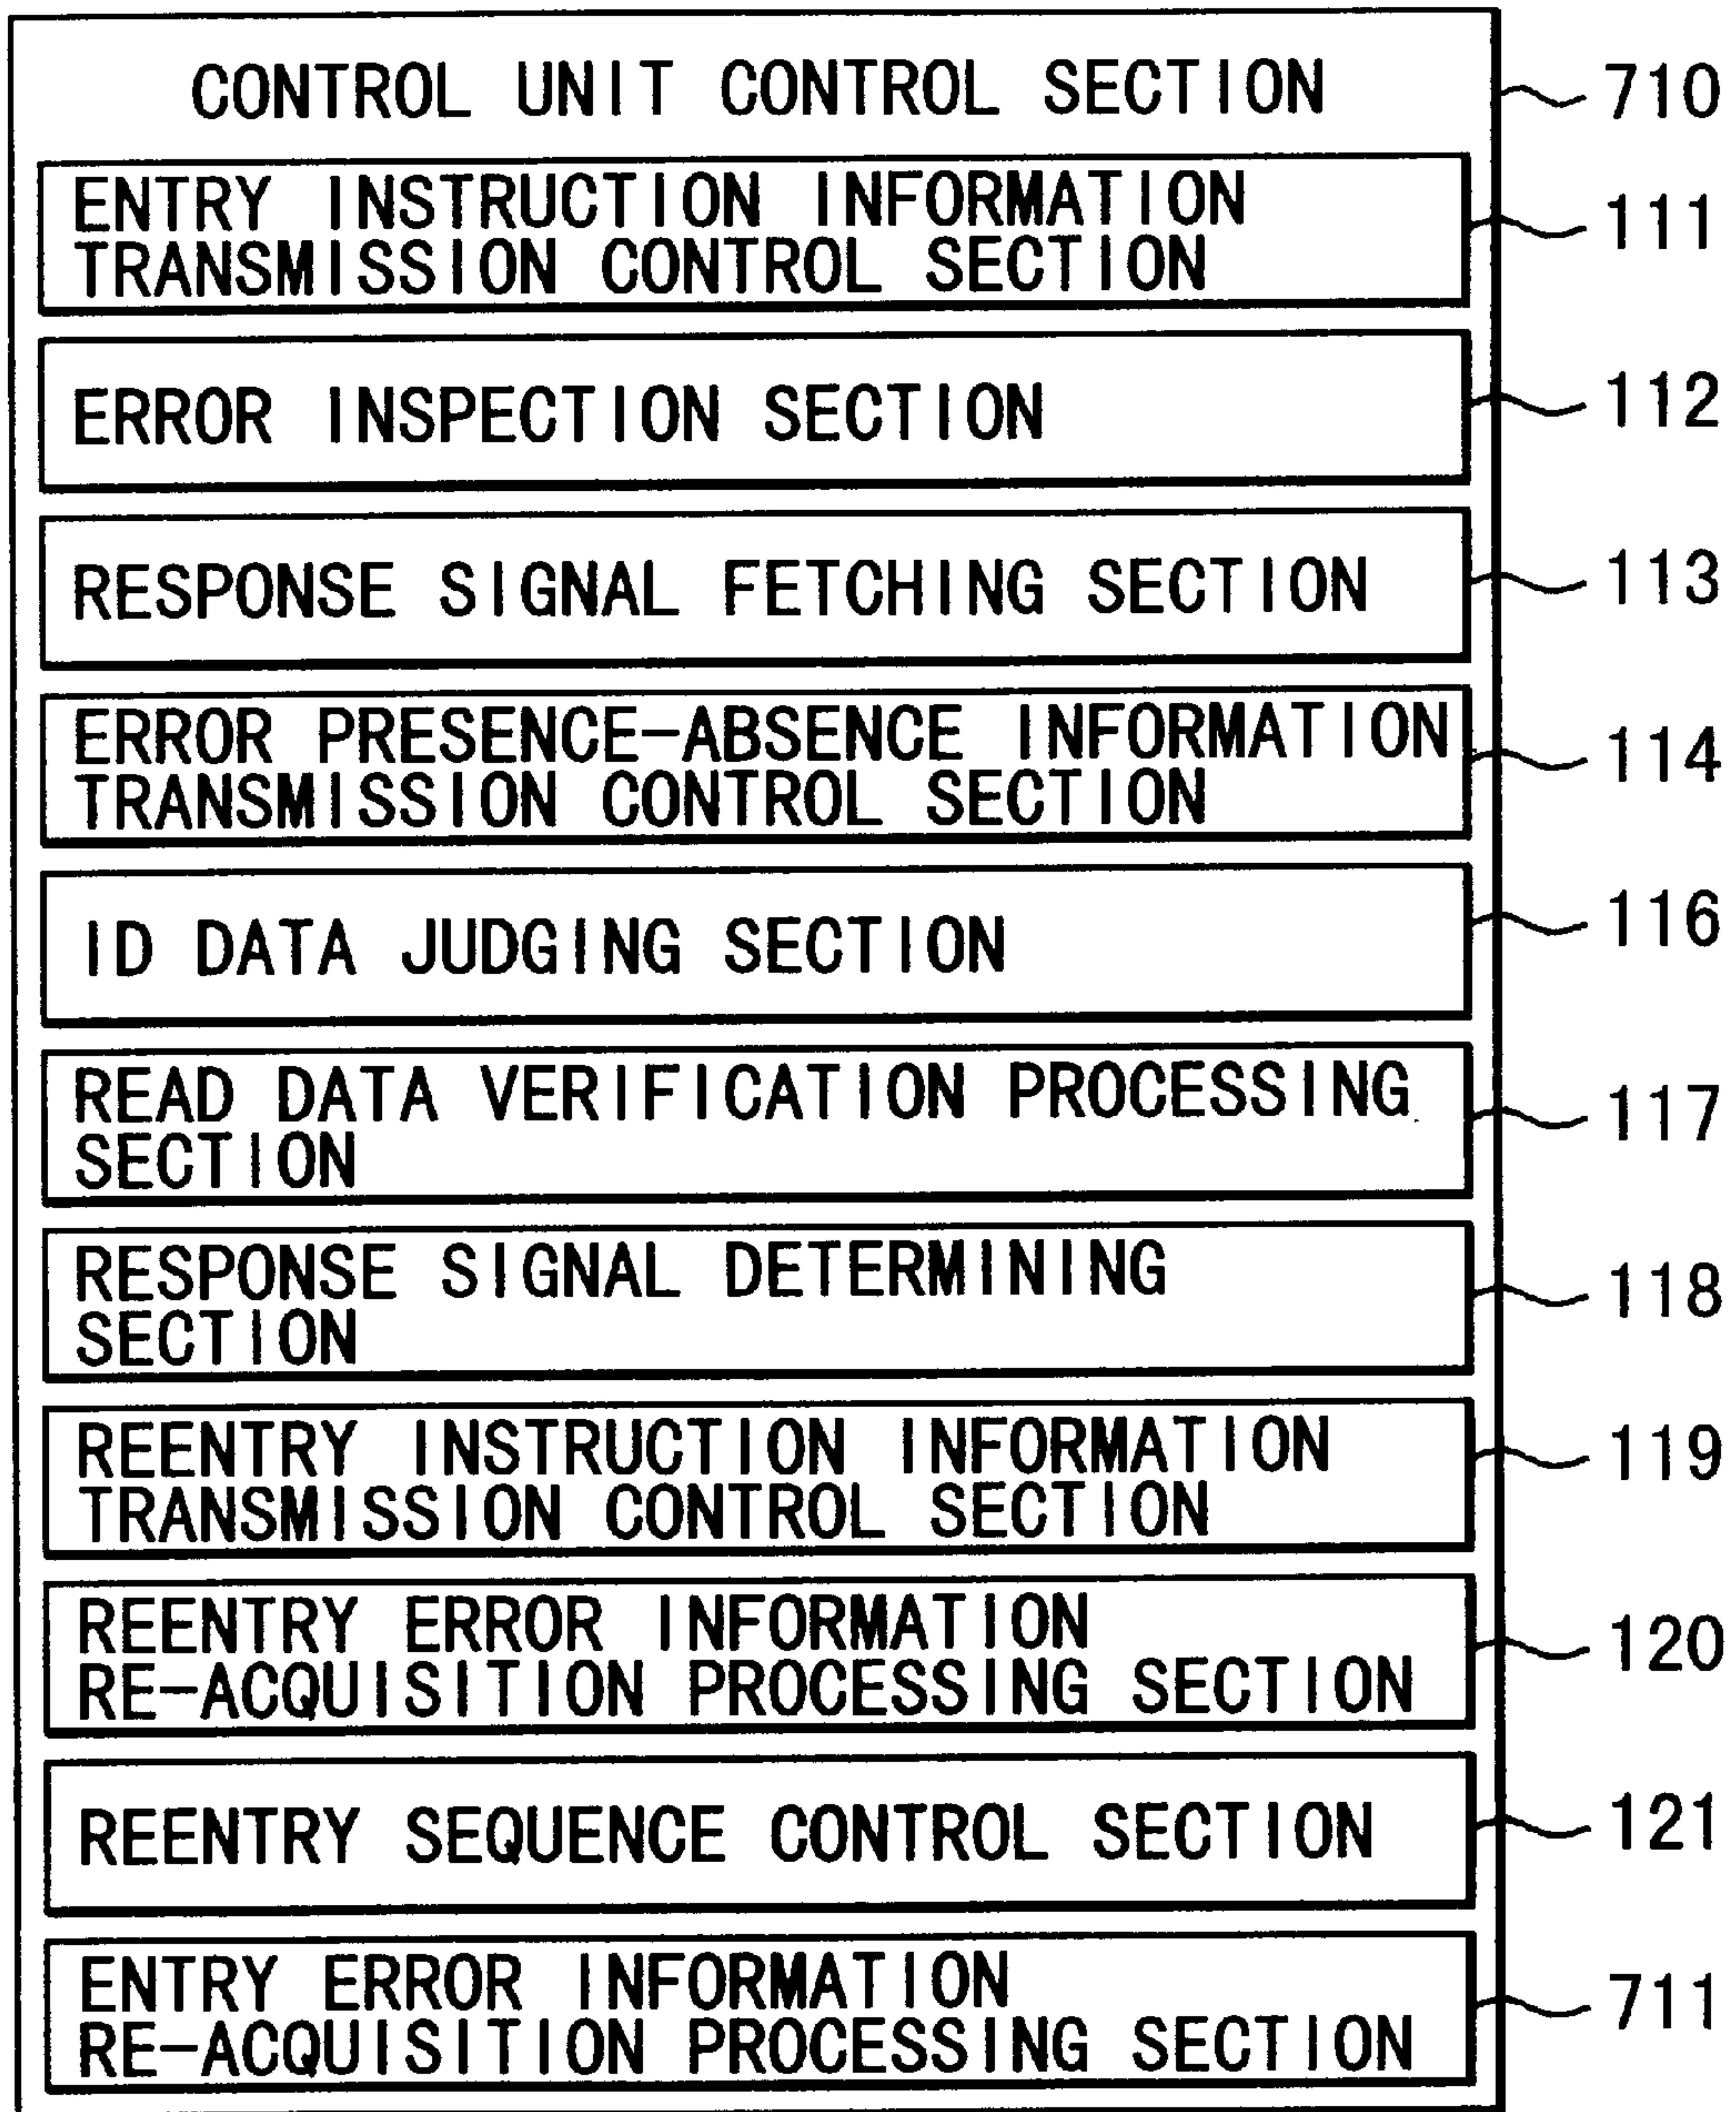 CONTROL UNIT CONTROL SECTION 710
ENTRY INSTRUCTION INFORMATION
TRANSMISSION CONTROL SECTION 111
ERROR INSPECTION SECTION 112
RESPONSE SIGNAL FETCHING SECTION 113
ERROR PRESENCE-ABSENCE INFORMATION
TRANSMISSION CONTROL SECTION 114
ID DATA JUDGING SECTION 116
READ DATA VERIFICATION PROCESSING
SECTION 117
RESPONSE SIGNAL DETERMINING
SECTION 118
REENTRY INSTRUCTION INFORMATION
TRANSMISSION CONTROL SECTION 119
REENTRY ERROR INFORMATION
RE-ACQUISITION PROCESSING SECTION 120
REENTRY SEQUENCE CONTROL SECTION 121
ENTRY ERROR INFORMATION
RE-ACQUISITION PROCESSING SECTION 711